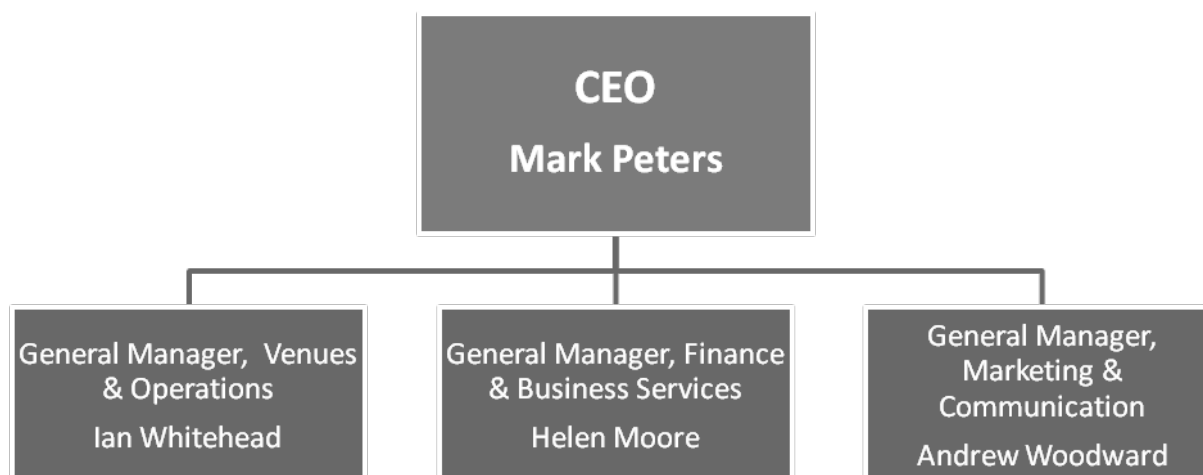 CEO
Mark Peters
General Manager,  Venues
& Operations
Ian Whitehead
General Manager, Finance
& Business Services
Helen Moore
General Manager,
Marketing &
Communication
Andrew Woodward